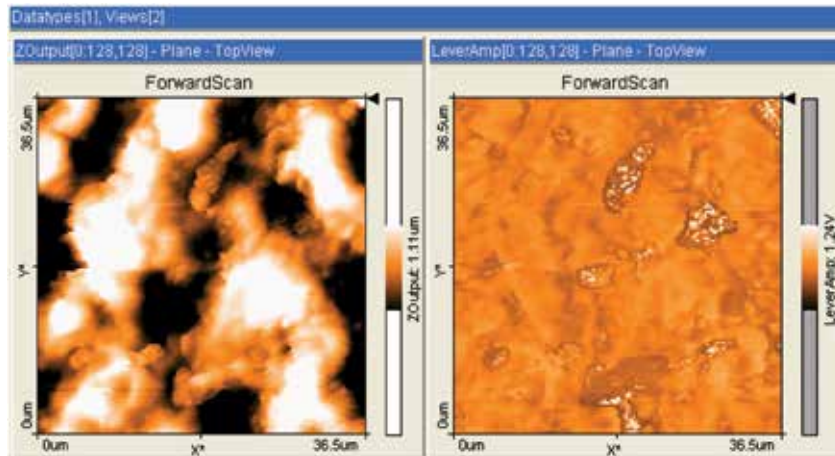 Datatypes[1], Views[2]
ZOutput[0:128,128] - Plane - TopView
ForwardScan
36.5um
Y*
0um
0um
X*
36.5um
ZOutput: 1.11um
LeverAmp[0:128,128] - Plane - TopView
ForwardScan
36.5um
Y*
0um
0um
X*
36.5um
LeverAmp: 1.24V